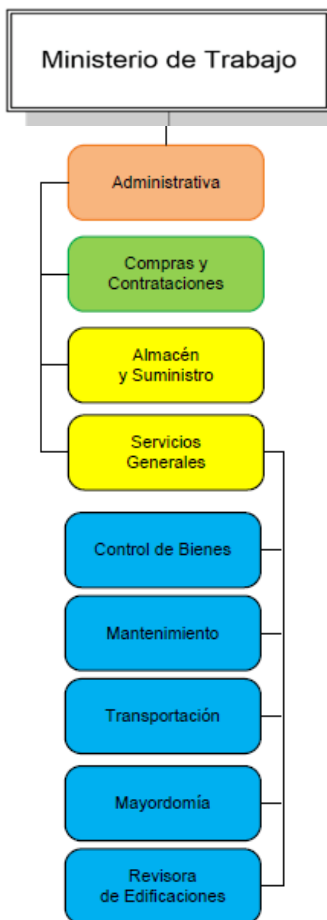 Ministerio de Trabajo
Administrativa
Compras y
Contrataciones
Almacén
y Suministro
Servicios
Generales
Control de Bienes
Mantenimiento
Transportación
Mayordomía
Revisora
de Edificaciones